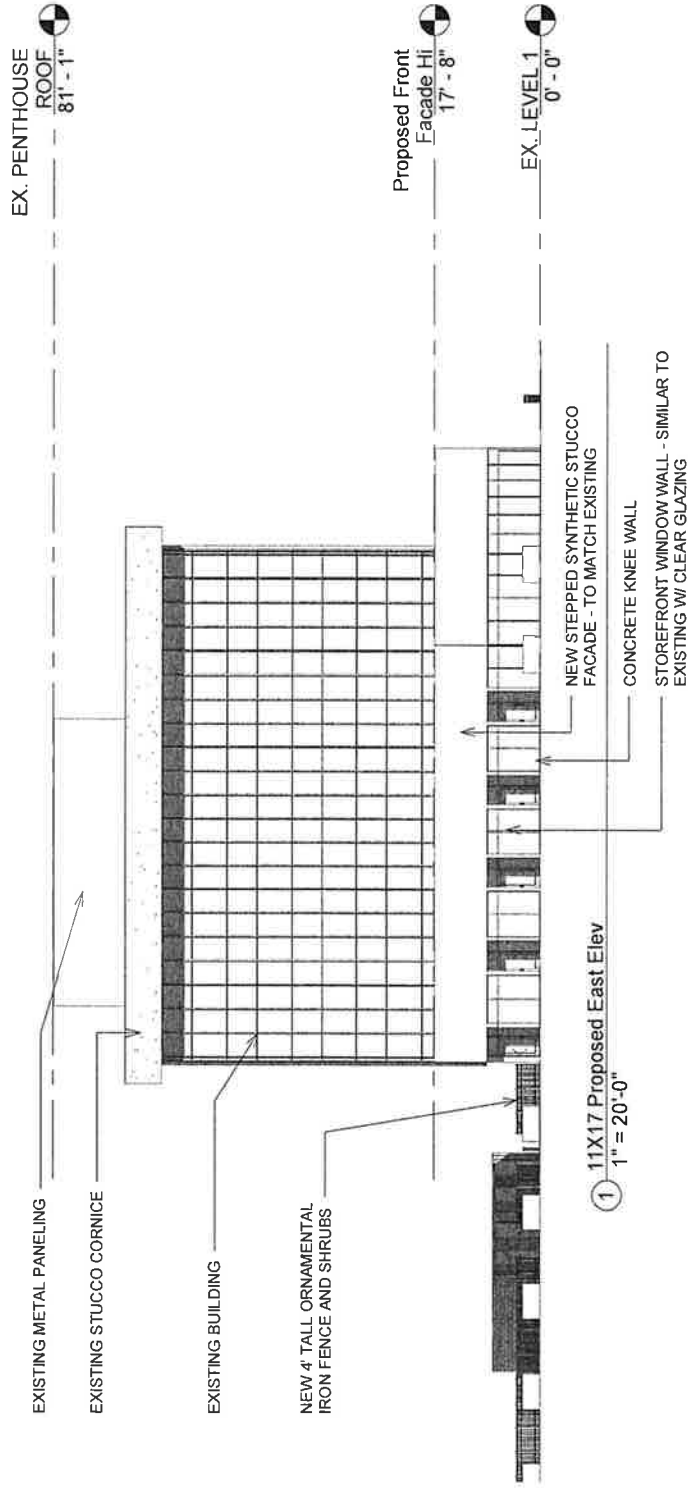 EX. PENTHOUSE
ROOF
81' - 1"
Proposed Front
Facade Hi
17' - 8"
EX. LEVEL 1
0' - 0"
EXISTING METAL PANELING
EXISTING STUCCO CORNICE
EXISTING BUILDING
NEW 4' TALL ORNAMENTAL
IRON FENCE AND SHRUBS
NEW STEPPED SYNTHETIC STUCCO
FACADE - TO MATCH EXISTING
CONCRETE KNEE WALL
STOREFRONT WINDOW WALL - SIMILAR TO
EXISTING W/ CLEAR GLAZING
1 11X17 Proposed East Elev
1" = 20'-0"